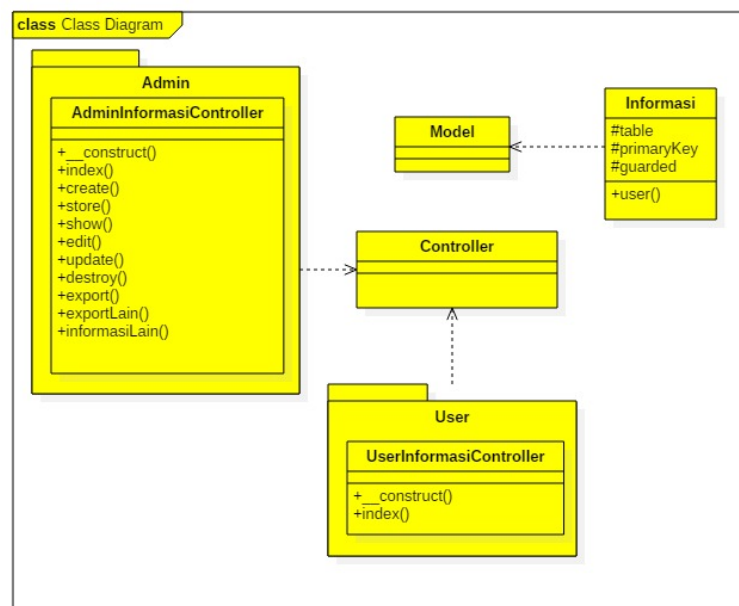 class Class Diagram
Admin
AdminInformasiController
+__construct()
+index()
+create()
+store()
+show()
+edit()
+update()
+destroy()
+export()
+exportLain()
+informasiLain()
Model
Informasi
#table
#primaryKey
#guarded
+user()
Controller
User
UserInformasiController
+__construct()
+index()